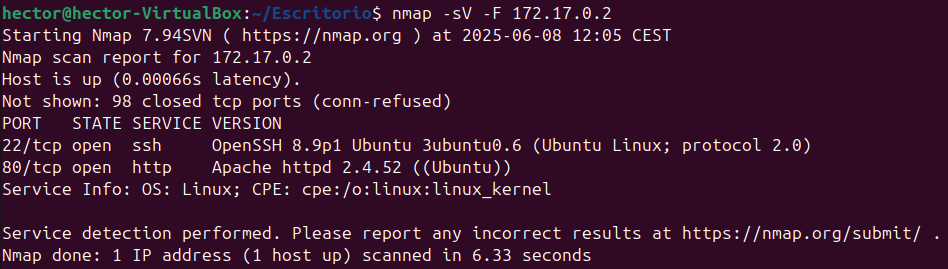 hector@hector-VirtualBox:~/Escritorio$ nmap -sV -F 172.17.0.2
Starting Nmap 7.94SVN ( https://nmap.org ) at 2025-06-08 12:05 CEST
Nmap scan report for 172.17.0.2
Host is up (0.00066s latency).
Not shown: 98 closed tcp ports (conn-refused)
PORT   STATE SERVICE VERSION
22/tcp open  ssh     OpenSSH 8.9p1 Ubuntu 3ubuntu0.6 (Ubuntu Linux; protocol 2.0)
80/tcp open  http    Apache httpd 2.4.52 ((Ubuntu))
Service Info: OS: Linux; CPE: cpe:/o:linux:linux_kernel
Service detection performed. Please report any incorrect results at https://nmap.org/submit/ .
Nmap done: 1 IP address (1 host up) scanned in 6.33 seconds